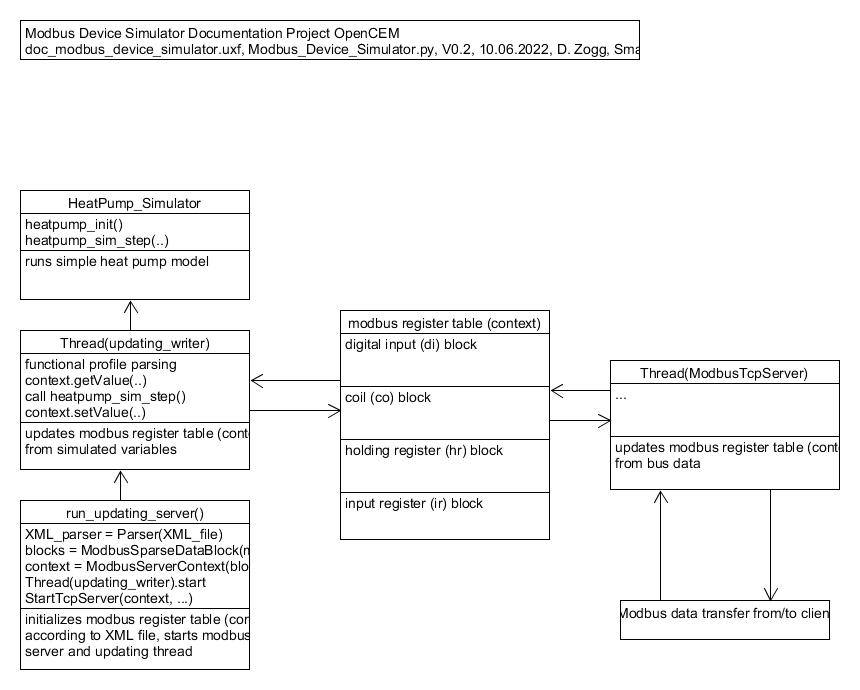 Modbus Device Simulator Documentation Project OpenCEM
doc_modbus_device_simulator.uxf, Modbus_Device_Simulator.py, V0.2, 10.06.2022, D. Zogg, Sma
HeatPump_Simulator
heatpump_init()
heatpump_sim_step(..)
runs simple heat pump model
Thread(updating_writer)
functional profile parsing
context.getValue(..)
call heatpump_sim_step()
context.setValue(..)
updates modbus register table (cont
from simulated variables
run_updating_server()
XML_parser = Parser(XML_file)
blocks = ModbusSparseDataBlock(
context = ModbusServerContext(blo
Thread(updating_writer).start
StartTcpServer(context, ...)
initializes modbus register table (con
according to XML file, starts modbus
server and updating thread
modbus register table (context)
digital input (di) block
coil (co) block
holding register (hr) block
input register (ir) block
Thread(ModbusTcpServer)
...
updates modbus register table (cont
from bus data
Modbus data transfer from/to clien